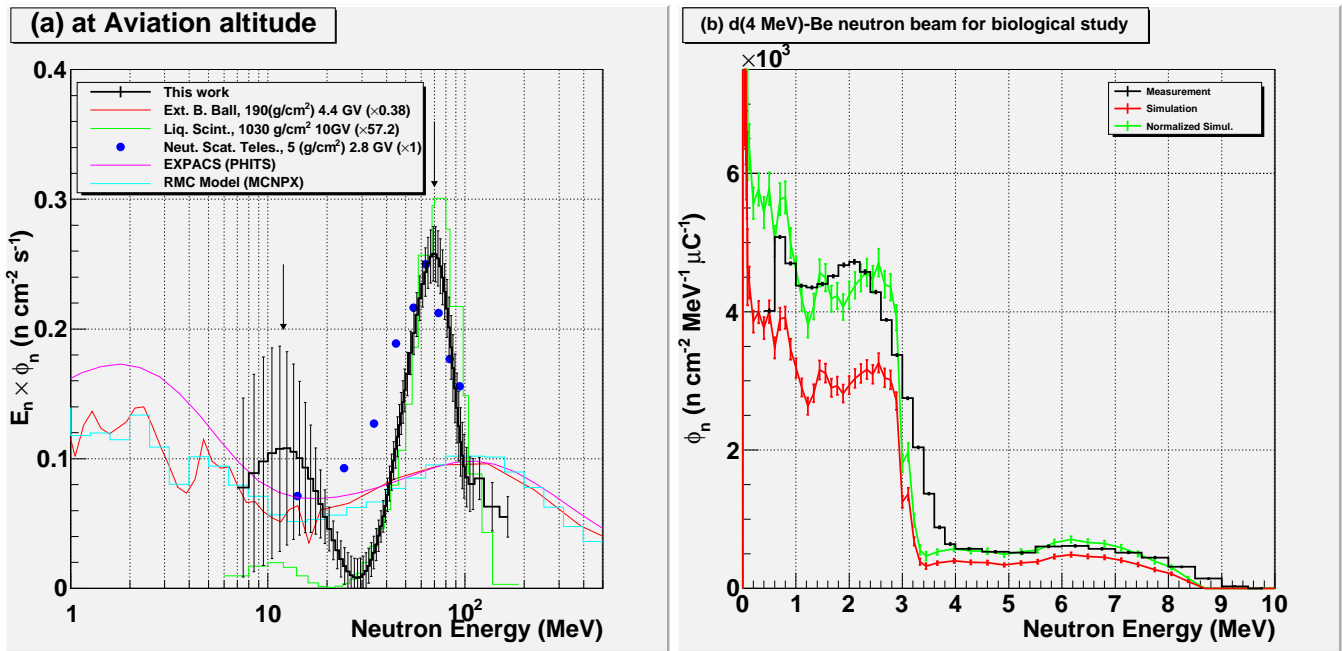 (a) at Aviation altitude
0.4
0.3
0.2
0.1
0
E_n × ϕ_n (n cm⁻² s⁻¹)
This work
Ext. B. Ball, 190(g/cm²) 4.4 GV (×0.38)
Liq. Scint., 1030 g/cm² 10GV (×57.2)
Neut. Scat. Teles., 5 (g/cm²) 2.8 GV (×1)
EXPACS (PHITS)
RMC Model (MCNPX)
1
10
10²
Neutron Energy (MeV)
(b) d(4 MeV)-Be neutron beam for biological study
×10³
6
4
2
0
ϕ_n (n cm⁻² MeV⁻¹ μC⁻¹)
Measurement
Simulation
Normalized Simul.
0 1 2 3 4 5 6 7 8 9 10
Neutron Energy (MeV)